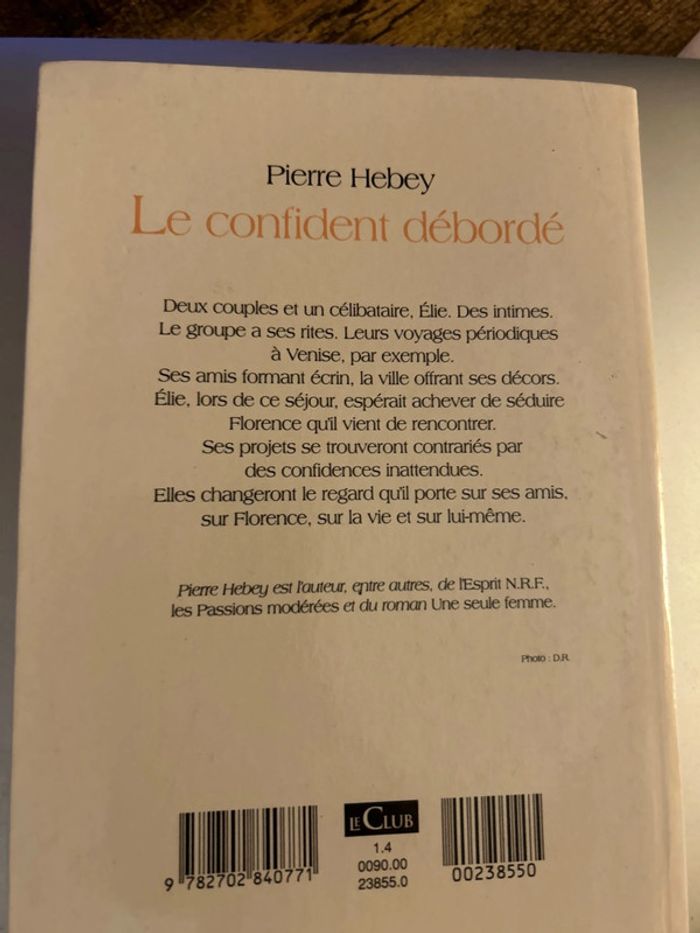 Pierre Hebey
Le confident débordé
Deux couples et un célibataire, Élie. Des intimes.
Le groupe a ses rites. Leurs voyages périodiques
à Venise, par exemple.
Ses amis formant écrin, la ville offrant ses décors.
Élie, lors de ce séjour, espérait achever de séduire
Florence qu'il vient de rencontrer.
Ses projets se trouveront contrariés par
des confidences inattendues.
Elles changeront le regard qu'il porte sur ses amis,
sur Florence, sur la vie et sur lui-même.
Pierre Hebey est l'auteur, entre autres, de l'Esprit N.R.F.,
les Passions modérées et du roman Une seule femme.
Photo : D.R.
LE CLUB
1.4
0090.00
23855.0
9 782702 840771
00238550